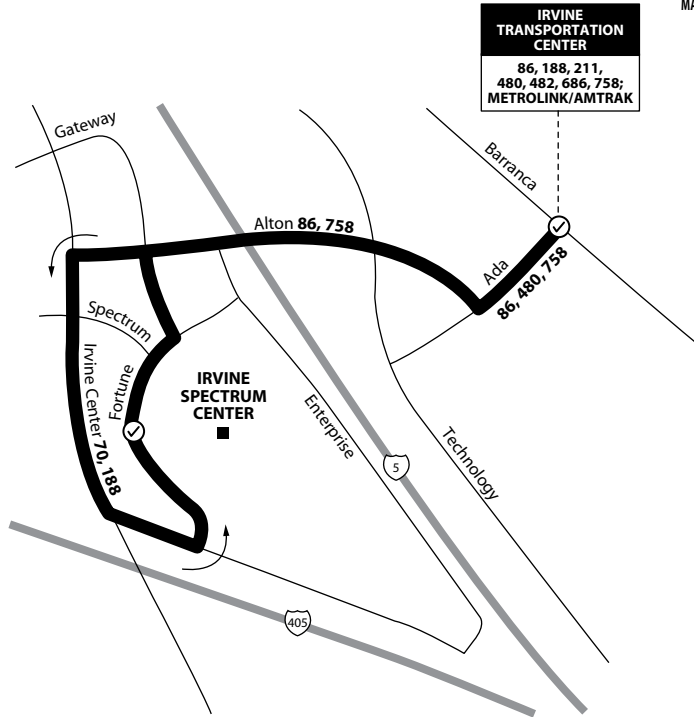 MA
IRVINE
TRANSPORTATION
CENTER
86, 188, 211,
480, 482, 686, 758;
METROLINK/AMTRAK
Gateway
Barranca
Alton 86, 758
Ada
86, 480, 758
Spectrum
Irvine Center 70, 188
Fortune
IRVINE
SPECTRUM
CENTER
Enterprise
Technology
5
405